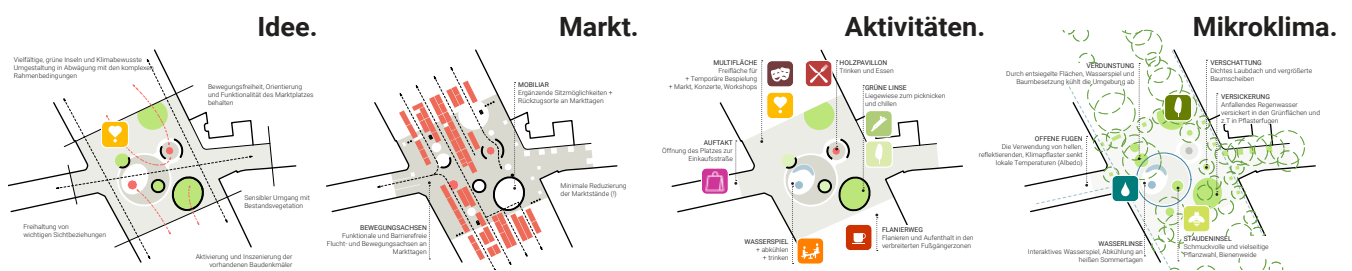 Idee.
Vielfältige, grüne Inseln und Klimabewusste
Umgestaltung in Abwägung mit den komplexen
Rahmenbedingungen
Bewegungsfreiheit, Orientierung
und Funktionalität des Marktplatzes
behalten
Sensibler Umgang mit
Bestandsvegetation
Freihaltung von
wichtigen Sichtbeziehungen
Aktivierung und Inszenierung der
vorhandenen Baudenkmäler
Markt.
MOBILIAR
Ergänzende Sitzmöglichkeiten +
Rückzugsorte an Markttagen
Minimale Reduzierung
der Marktstände (!)
BEWEGUNGSACHSEN
Funktionale und Barrierefreie
Flucht- und Bewegungsachsen an
Markttagen
Aktivitäten.
MULTIFLÄCHE
Freifläche für
+ Temporäre Bespielung
+ Markt, Konzerte, Workshops
HOLZPAVILLON
Trinken und Essen
GRÜNE LINSE
Liegewiese zum picknicken
und chillen
AUFTAKT
Öffnung des Platzes zur
Einkaufsstraße
WASSERSPIEL
+ abkühlen
+ trinken
FLANIERWEG
Flanieren und Aufenthalt in den
verbreiterten Fußgängerzonen
Mikroklima.
VERDUNSTUNG
Durch entsiegelte Flächen, Wasserspiel und
Baumbesetzung kühlt die Umgebung ab
VERSCHATTUNG
Dichtes Laubdach und vergrößerte
Baumscheiben
VERSICKERUNG
Anfallendes Regenwasser
versickert in den Grünflächen und
z.T in Pflasterfugen
OFFENE FUGEN
Die Verwendung von hellen,
reflektierenden, Klimapflaster senkt
lokale Temperaturen (Albedo)
WASSERLINSE
Interaktives Wasserspiel. Abkühlung an
heißen Sommertagen
STAUDENINSEL
Schmuckvolle und vielseitige
Pflanzwahl, Bienenweide